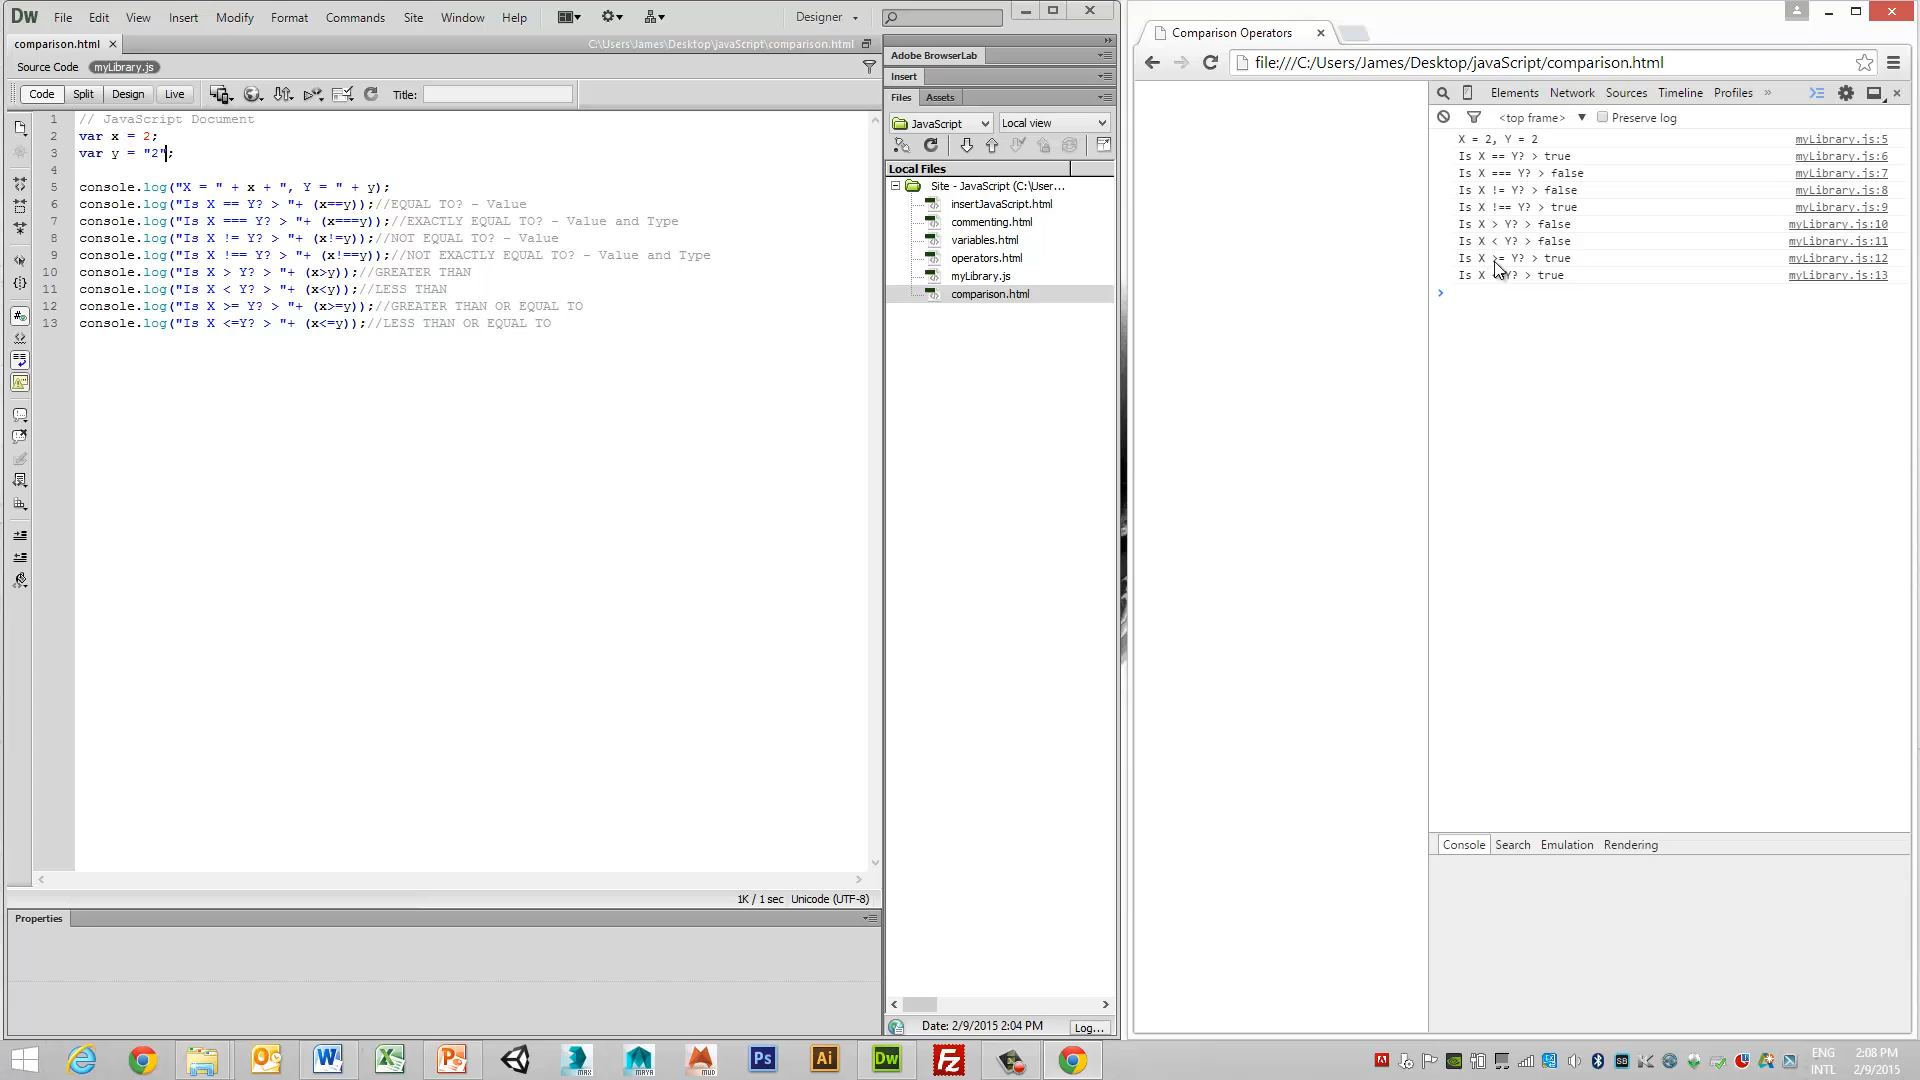 Dw File Edit View Insert Modify Format Commands Site Window Help Designer
comparison.html × C:\Users\James\Desktop\javaScript\comparison.html
Source Code myLibrary.js
Code Split Design Live Title:
1 // JavaScript Document
2 var x = 2;
3 var y = "2";
4
5 console.log("X = " + x + ", Y = " + y);
6 console.log("Is X == Y? > "+ (x==y));//EQUAL TO? - Value
7 console.log("Is X === Y? > "+ (x===y));//EXACTLY EQUAL TO? - Value and Type
8 console.log("Is X != Y? > "+ (x!=y));//NOT EQUAL TO? - Value
9 console.log("Is X !== Y? > "+ (x!==y));//NOT EXACTLY EQUAL TO? - Value and Type
10 console.log("Is X > Y? > "+ (x>y));//GREATER THAN
11 console.log("Is X < Y? > "+ (x<y));//LESS THAN
12 console.log("Is X >= Y? > "+ (x>=y));//GREATER THAN OR EQUAL TO
13 console.log("Is X <=Y? > "+ (x<=y));//LESS THAN OR EQUAL TO
1K / 1 sec Unicode (UTF-8)
Properties
Adobe BrowserLab
Insert
Files Assets
JavaScript Local view
Local Files
Site - JavaScript (C:\User...
insertJavaScript.html
commenting.html
variables.html
operators.html
myLibrary.js
comparison.html
Date: 2/9/2015 2:04 PM Log...
Comparison Operators ×
file:///C:/Users/James/Desktop/javaScript/comparison.html
Elements Network Sources Timeline Profiles » ×
<top frame> ▼ Preserve log
X = 2, Y = 2 myLibrary.js:5
Is X == Y? > true myLibrary.js:6
Is X === Y? > false myLibrary.js:7
Is X != Y? > false myLibrary.js:8
Is X !== Y? > true myLibrary.js:9
Is X > Y? > false myLibrary.js:10
Is X < Y? > false myLibrary.js:11
Is X >= Y? > true myLibrary.js:12
Is X Y? > true myLibrary.js:13
>
Console Search Emulation Rendering
Ps Ai Dw Fz
ENG 2:08 PM
INTL 2/9/2015